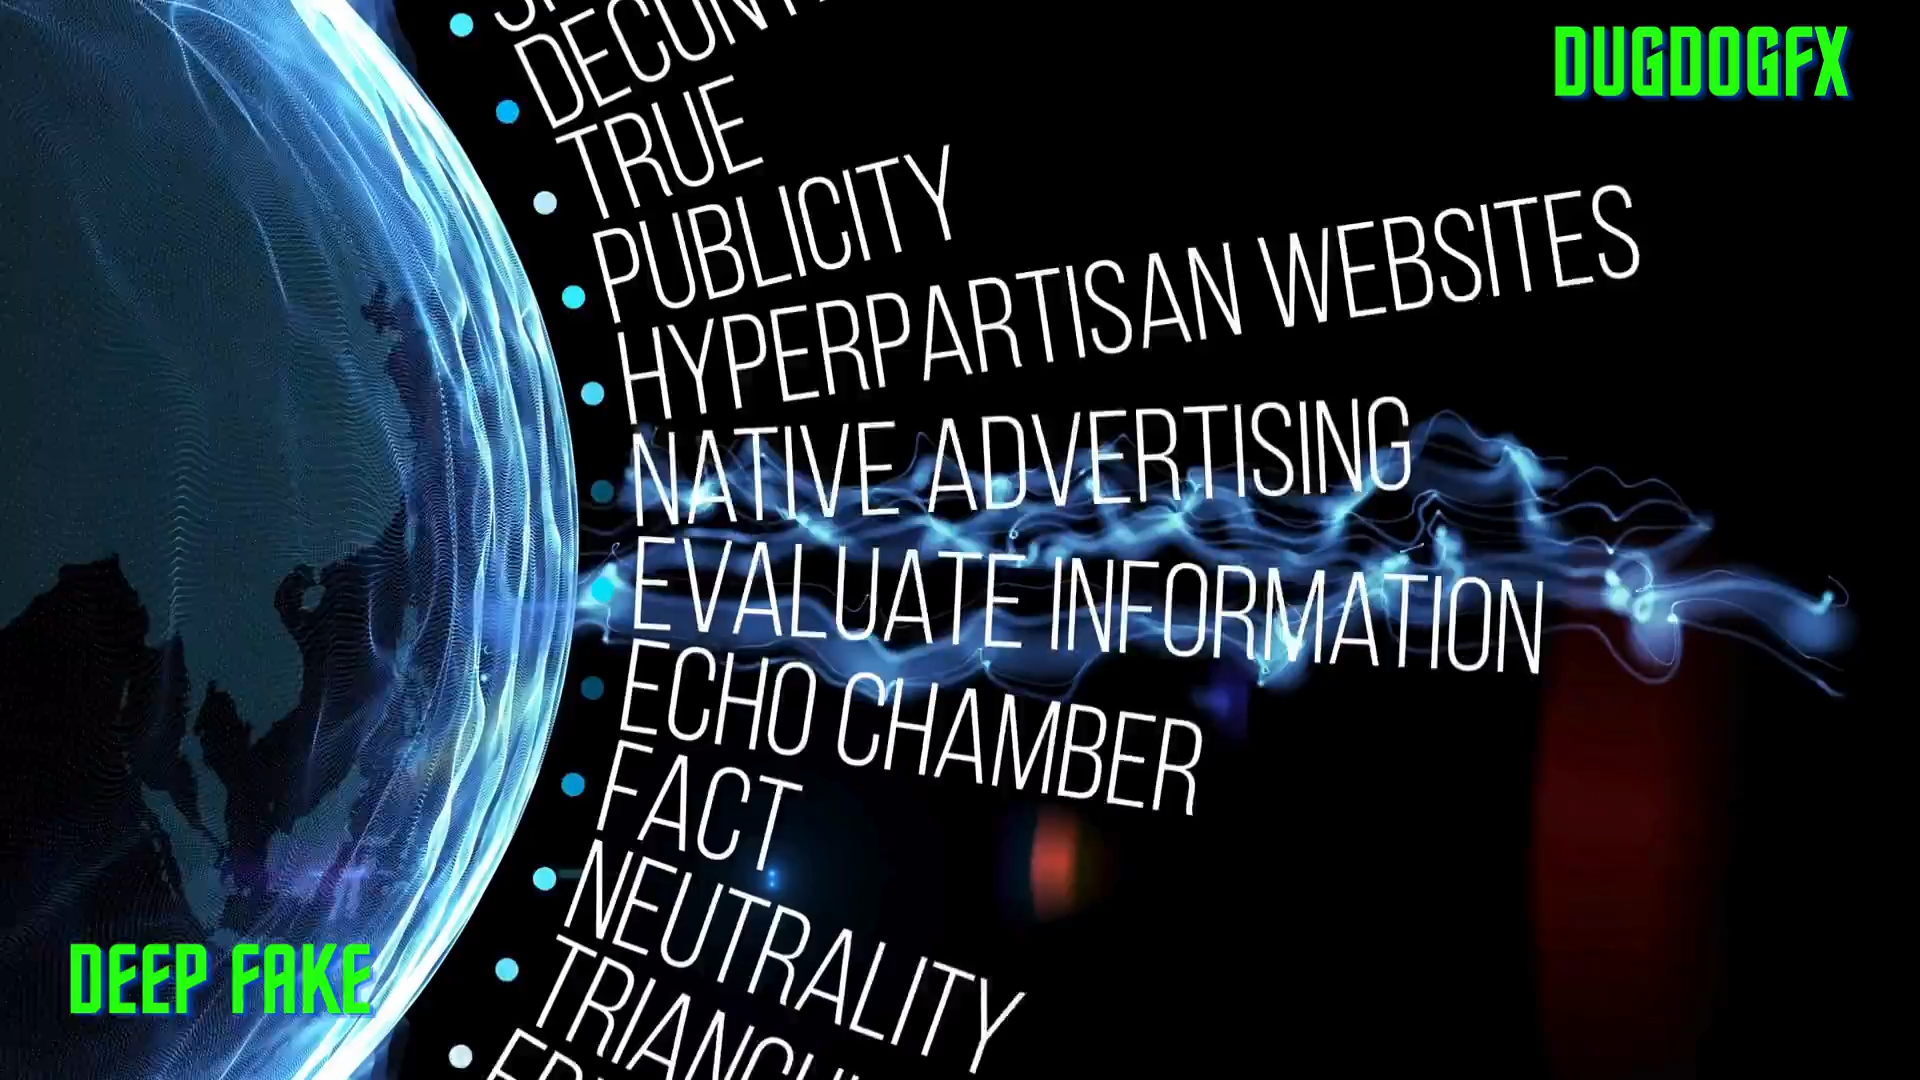 DUGDOGFX
TRUE
PUBLICITY
HYPERPARTISAN WEBSITES
NATIVE ADVERTISING
EVALUATE INFORMATION
ECHO CHAMBER
FACT
NEUTRALITY
DEEP FAKE